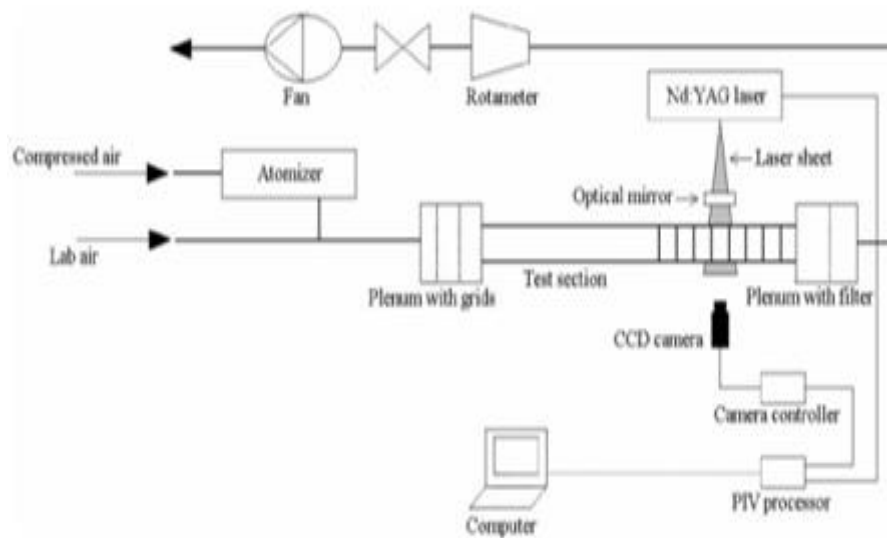 Fan
Rotameter
Nd:YAG laser
Compressed air
Atomizer
Laser sheet
Optical mirror
Lab air
Test section
Plenum with grids
Plenum with filter
CCD camera
Camera controller
PIV processor
Computer